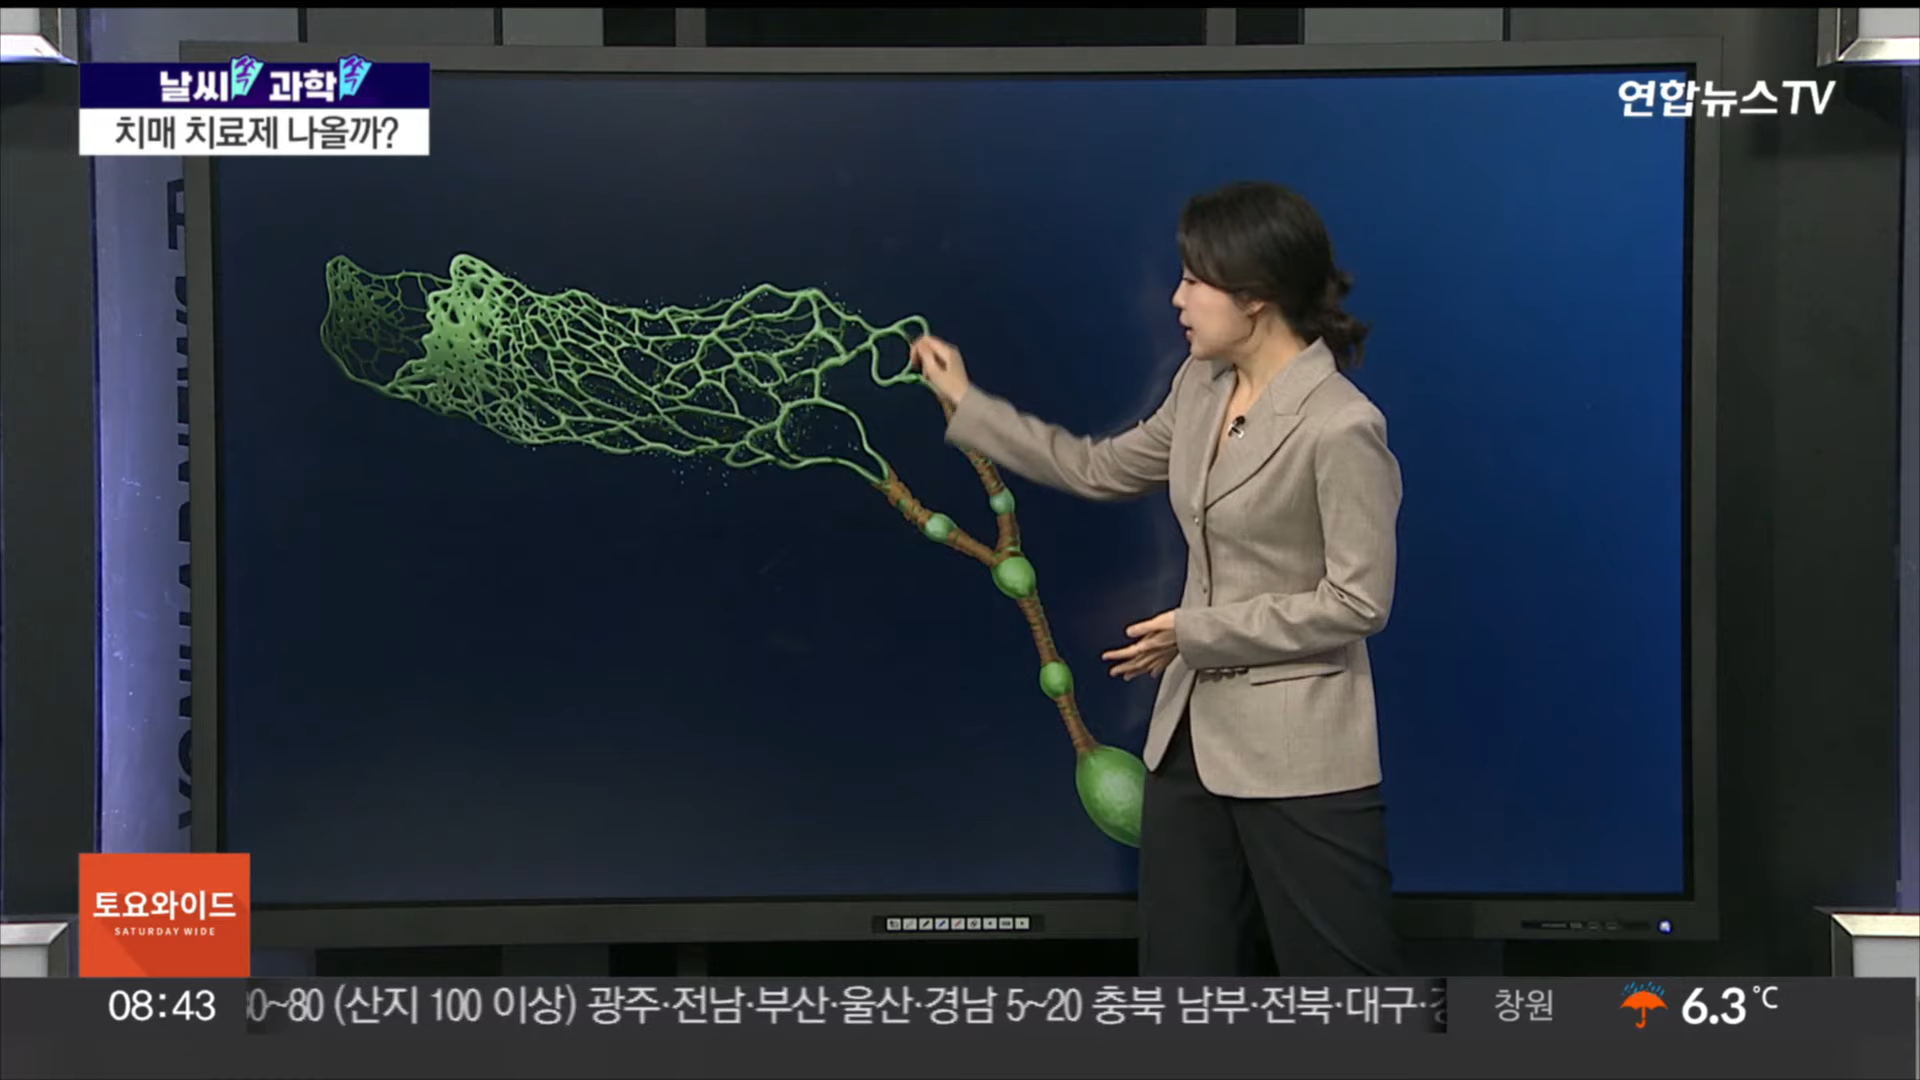 날씨쏙 과학쏙
치매 치료제 나올까?
연합뉴스TV
토요와이드
SATURDAY WIDE
08:43
~80 (산지 100 이상) 광주·전남·부산·울산·경남 5~20 충북 남부·전북·대구·
창원
6.3℃